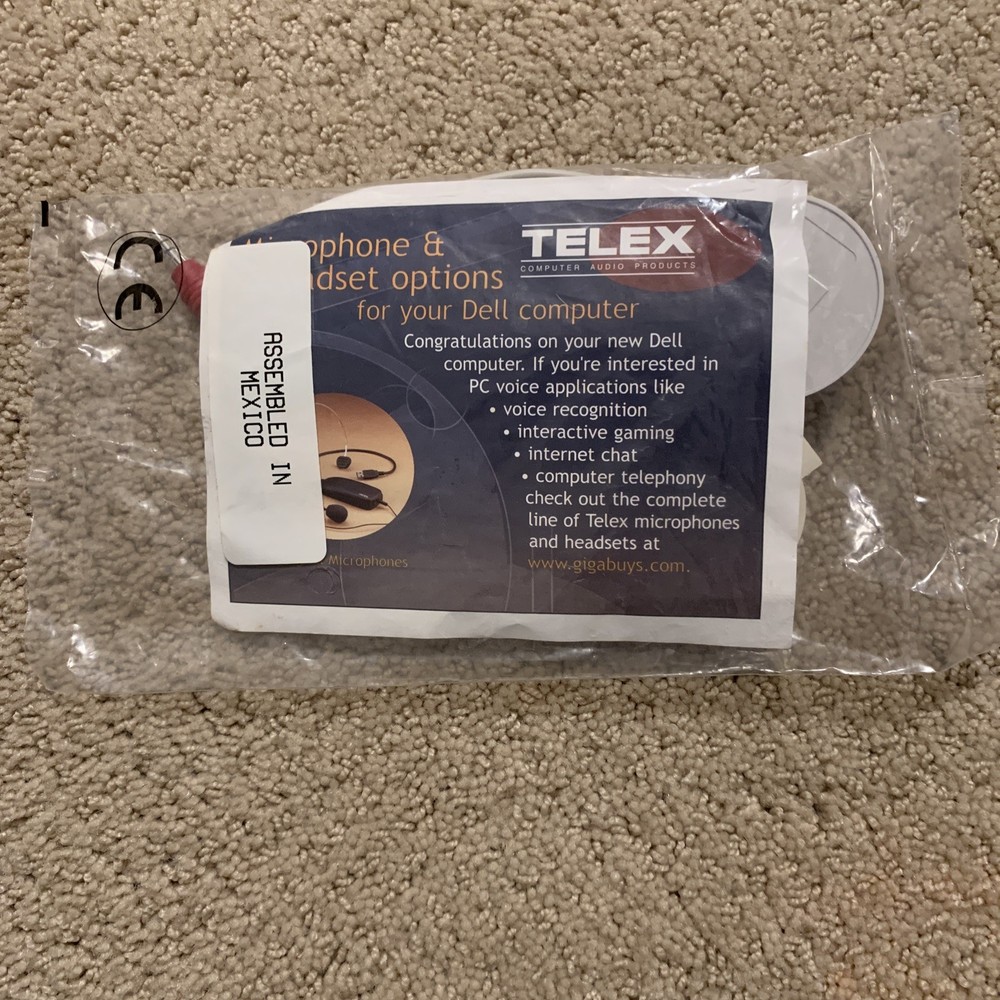 CE
ophone &
dset options
for your Dell computer
TELEX
COMPUTER AUDIO PRODUCTS
Congratulations on your new Dell
computer. If you're interested in
PC voice applications like
• voice recognition
• interactive gaming
• internet chat
• computer telephony
check out the complete
line of Telex microphones
and headsets at
www.gigabuys.com.
Microphones
ASSEMBLED IN
MEXICO